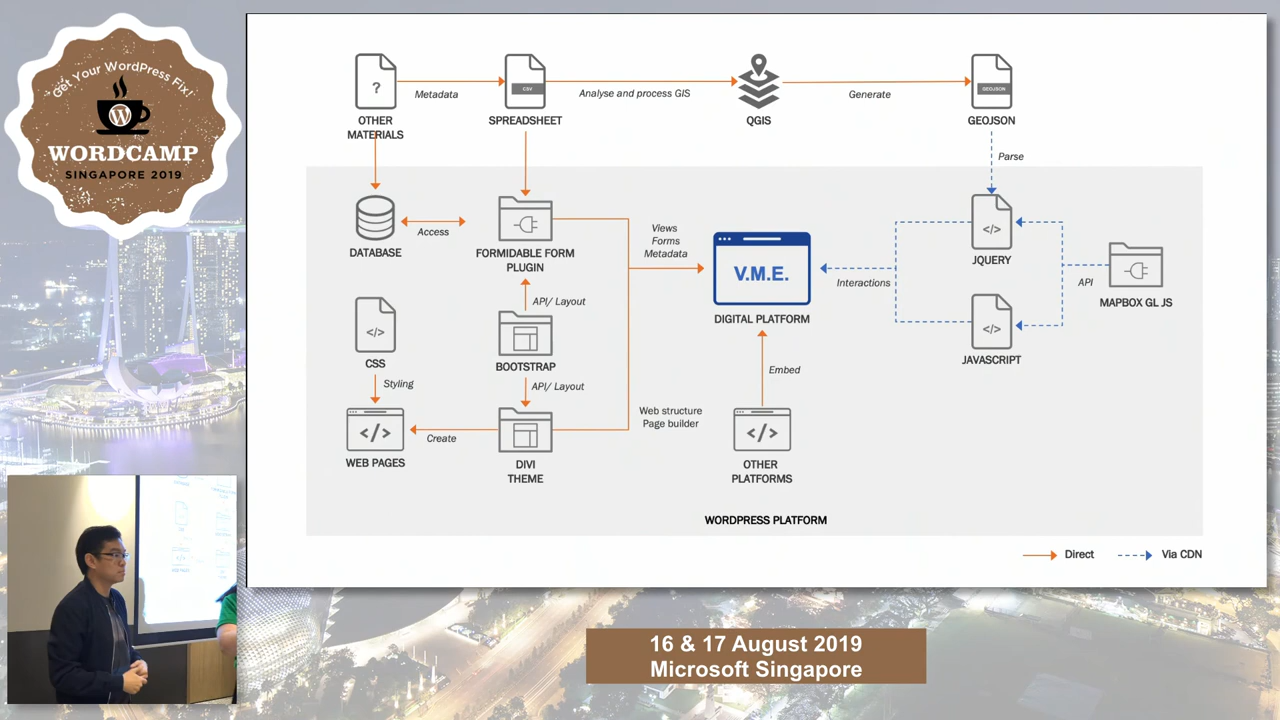 Get Your WordPress Fix!
WORDCAMP
SINGAPORE 2019
?
OTHER
MATERIALS
Metadata
CSV
SPREADSHEET
Analyse and process GIS
QGIS
Generate
GEOJSON
GEOJSON
Parse
DATABASE
Access
FORMIDABLE FORM
PLUGIN
Views
Forms
Metadata
V.M.E.
DIGITAL PLATFORM
Interactions
</>
JQUERY
API
MAPBOX GL JS
</>
JAVASCRIPT
</>
CSS
Styling
API/ Layout
BOOTSTRAP
API/ Layout
</>
WEB PAGES
Create
DIVI
THEME
Web structure
Page builder
Embed
</>
OTHER
PLATFORMS
WORDPRESS PLATFORM
Direct
Via CDN
16 & 17 August 2019
Microsoft Singapore